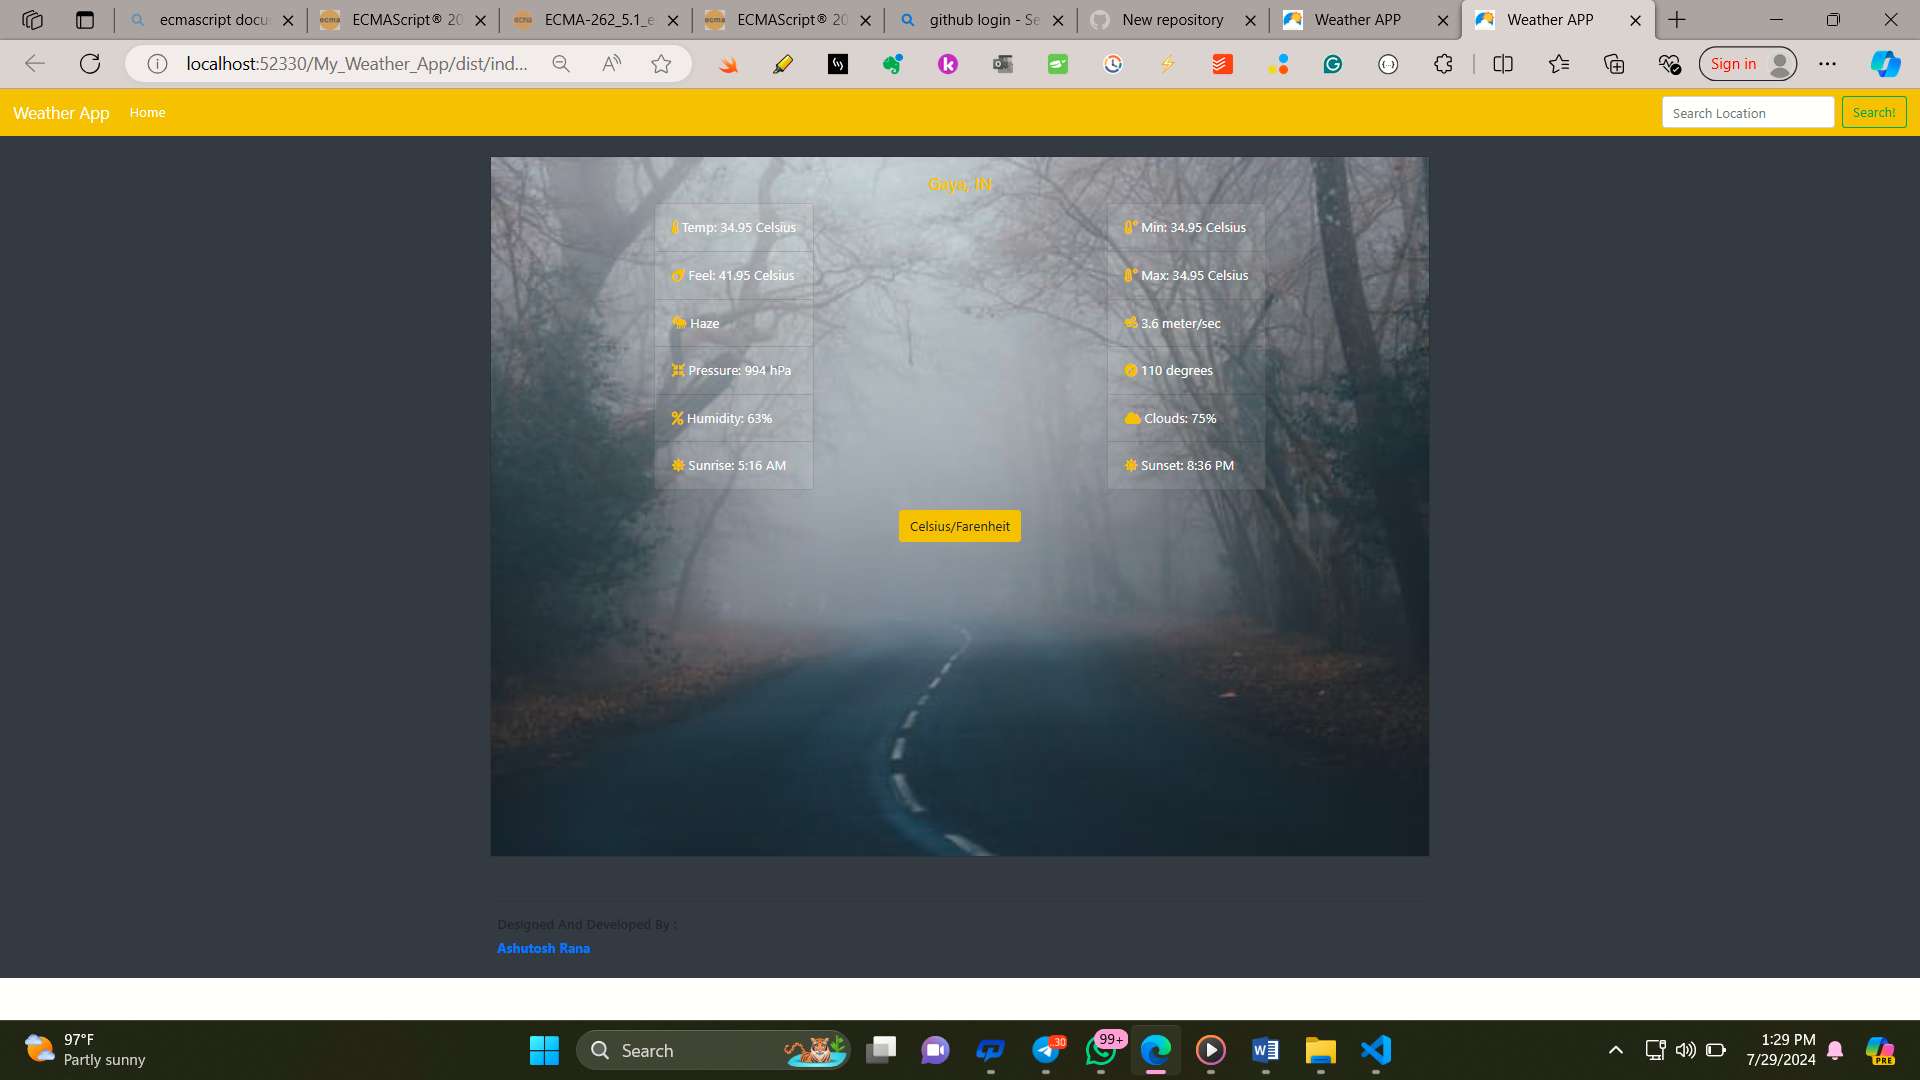 ecmascript docu
ECMAScript® 20
ECMA-262_5.1_e
ECMAScript® 20
github login - Se
New repository
Weather APP
Weather APP
localhost:52330/My_Weather_App/dist/ind...
Sign in
Weather App
Home
Search Location
Search!
Gaya, IN
Temp: 34.95 Celsius
Min: 34.95 Celsius
Feel: 41.95 Celsius
Max: 34.95 Celsius
Haze
3.6 meter/sec
Pressure: 994 hPa
110 degrees
Humidity: 63%
Clouds: 75%
Sunrise: 5:16 AM
Sunset: 8:36 PM
Celsius/Farenheit
Designed And Developed By :
Ashutosh Rana
97°F
Partly sunny
Search
..30
99+
1:29 PM
7/29/2024
PRE